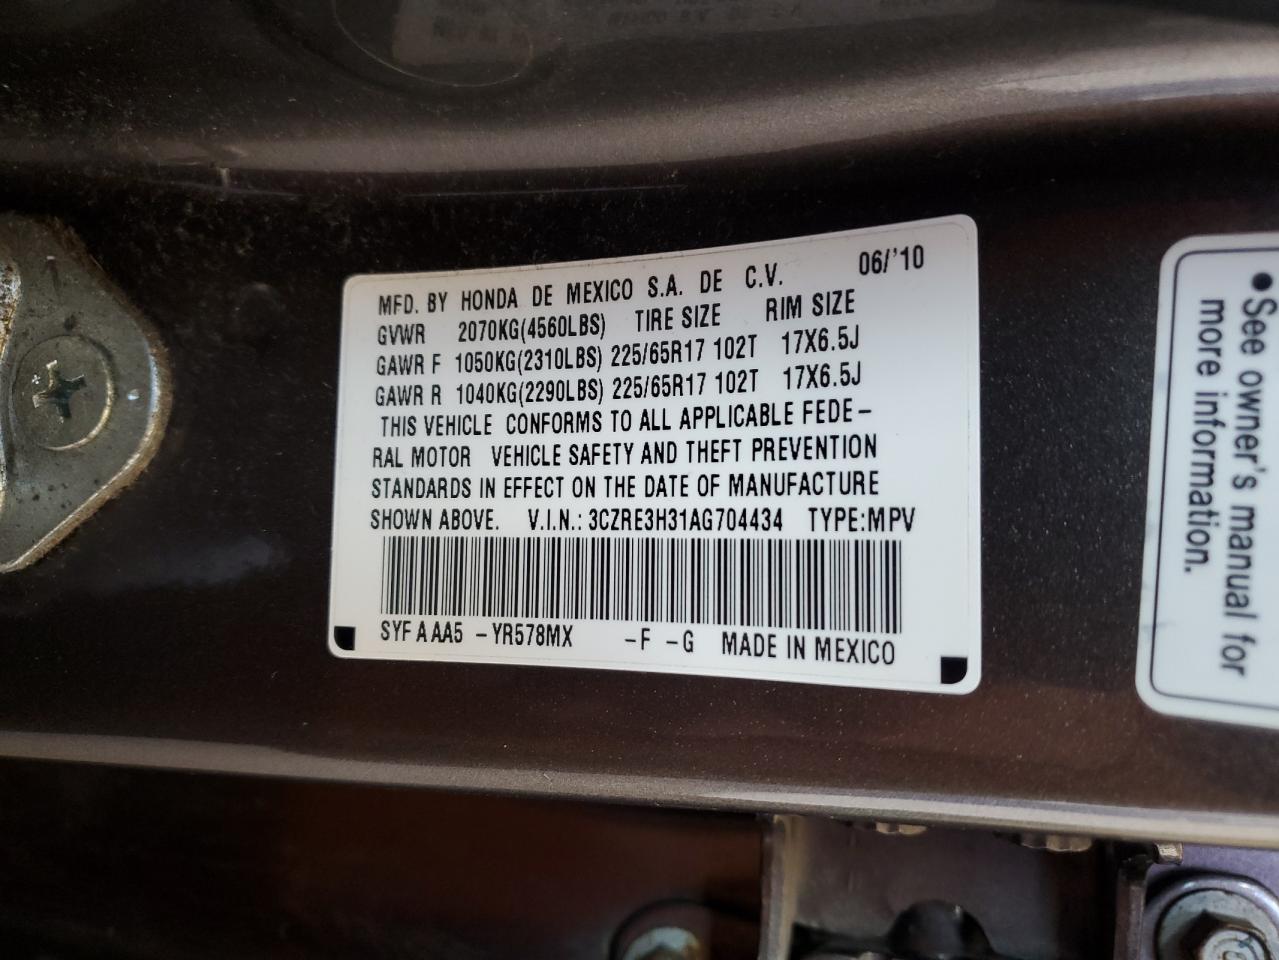 MFD. BY HONDA DE MEXICO S.A. DE C.V. 06/'10
GVWR 2070KG(4560LBS) TIRE SIZE RIM SIZE
GAWR F 1050KG(2310LBS) 225/65R17 102T 17X6.5J
GAWR R 1040KG(2290LBS) 225/65R17 102T 17X6.5J
THIS VEHICLE CONFORMS TO ALL APPLICABLE FEDE-
RAL MOTOR VEHICLE SAFETY AND THEFT PREVENTION
STANDARDS IN EFFECT ON THE DATE OF MANUFACTURE
SHOWN ABOVE. V.I.N.: 3CZRE3H31AG704434 TYPE:MPV
SYF A AA5 -YR578MX -F -G MADE IN MEXICO
•See owner's manual for
more information.